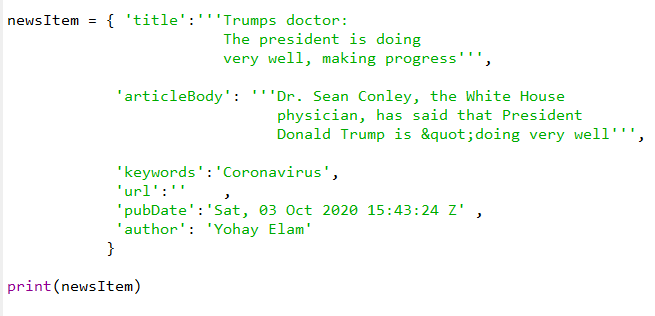 newsItem = { 'title':'''Trumps doctor:
The president is doing
very well, making progress''',
'articleBody': '''Dr. Sean Conley, the White House
physician, has said that President
Donald Trump is &quot;doing very well''',
'keywords':'Coronavirus',
'url':'' ,
'pubDate':'Sat, 03 Oct 2020 15:43:24 Z' ,
'author': 'Yohay Elam'
}
print(newsItem)